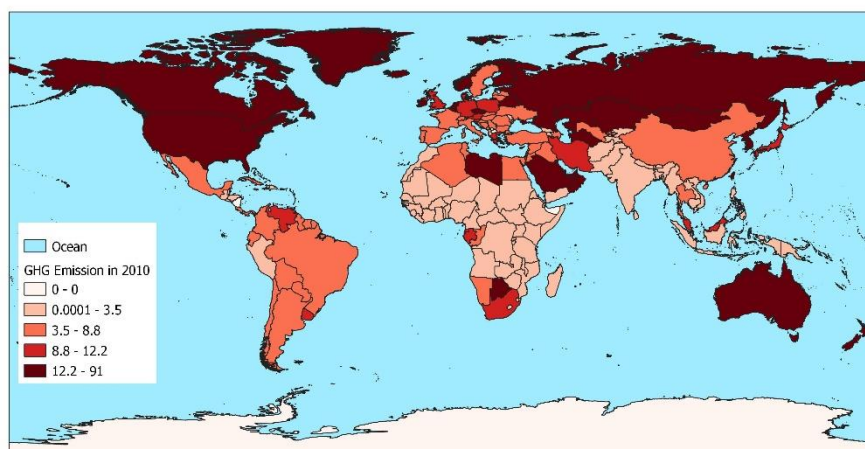 Ocean
GHG Emission in 2010
0 - 0
0.0001 - 3.5
3.5 - 8.8
8.8 - 12.2
12.2 - 91